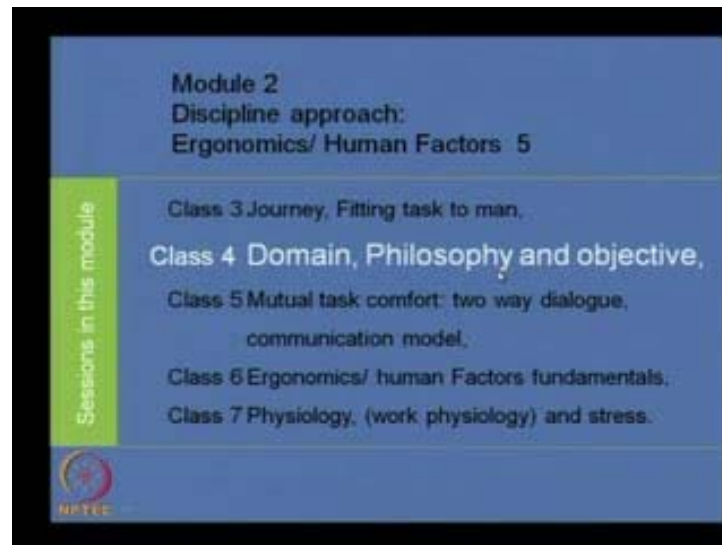 Module 2
Discipline approach:
Ergonomics/ Human Factors 5
Sessions in this module
Class 3 Journey, Fitting task to man,
Class 4 Domain, Philosophy and objective,
Class 5 Mutual task comfort: two way dialogue,
communication model,
Class 6 Ergonomics/ human Factors fundamentals,
Class 7 Physiology, (work physiology) and stress.
NPTEL